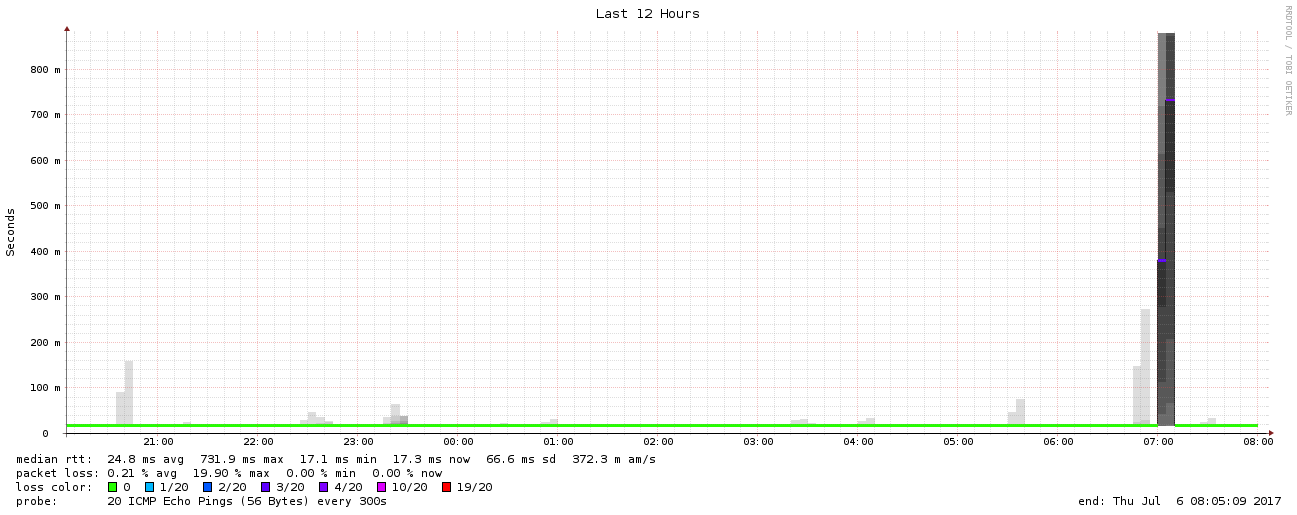 Last 12 Hours
RRDTOOL / TOBI OETIKER
Seconds
800 m
700 m
600 m
500 m
400 m
300 m
200 m
100 m
0
21:00 22:00 23:00 00:00 01:00 02:00 03:00 04:00 05:00 06:00 07:00 08:00
median rtt: 24.8 ms avg 731.9 ms max 17.1 ms min 17.3 ms now 66.6 ms sd 372.3 m am/s
packet loss: 0.21 % avg 19.90 % max 0.00 % min 0.00 % now
loss color: 0 1/20 2/20 3/20 4/20 10/20 19/20
probe: 20 ICMP Echo Pings (56 Bytes) every 300s end: Thu Jul 6 08:05:09 2017